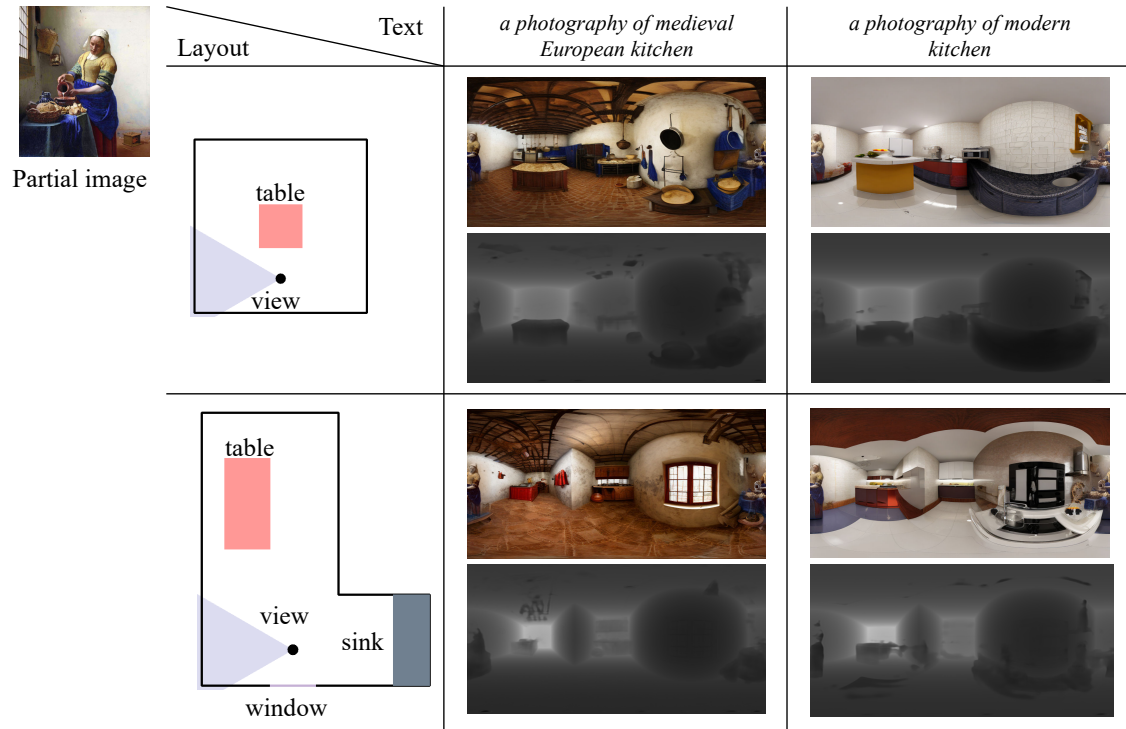 Text
Layout
a photography of medieval
European kitchen
a photography of modern
kitchen
Partial image
table
view
table
view
sink
window